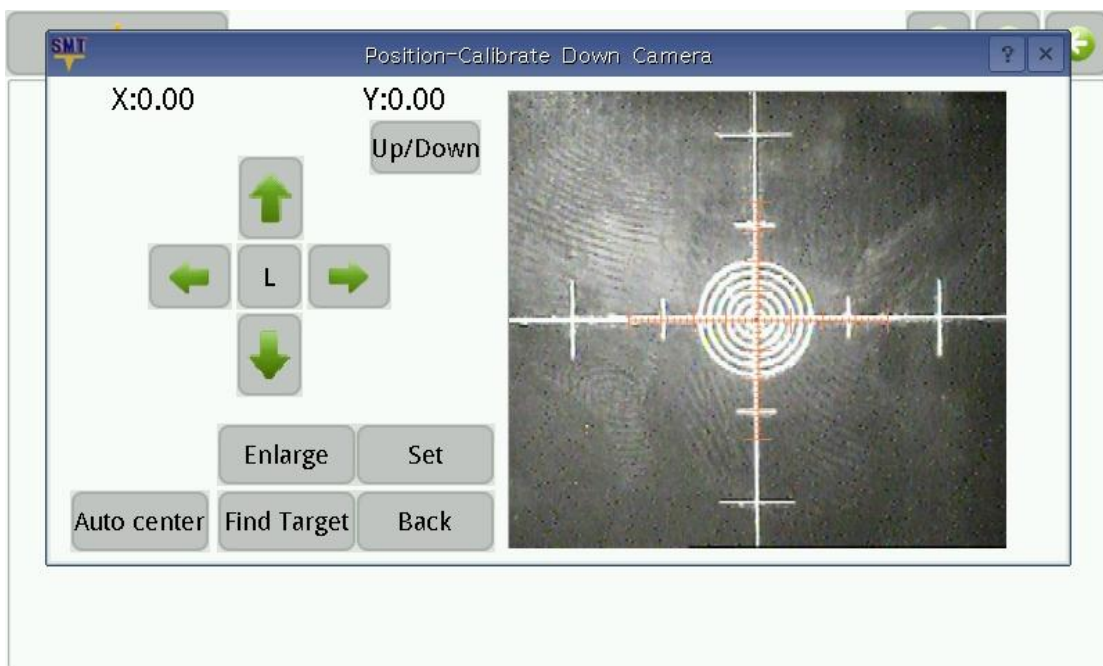 SMT
Position-Calibrate Down Camera
? ×
X:0.00 Y:0.00
Up/Down
L
Enlarge Set
Auto center Find Target Back